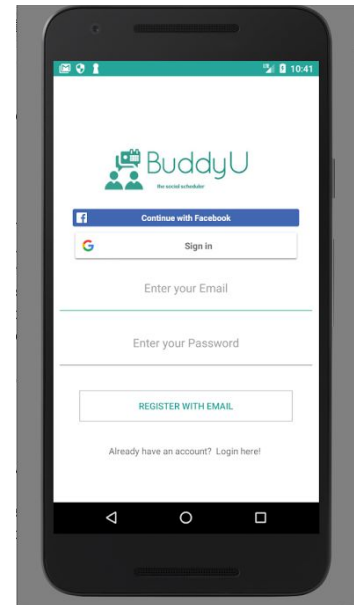 10:41
BuddyU
the social scheduler
Continue with Facebook
Sign in
Enter your Email
Enter your Password
REGISTER WITH EMAIL
Already have an account? Login here!